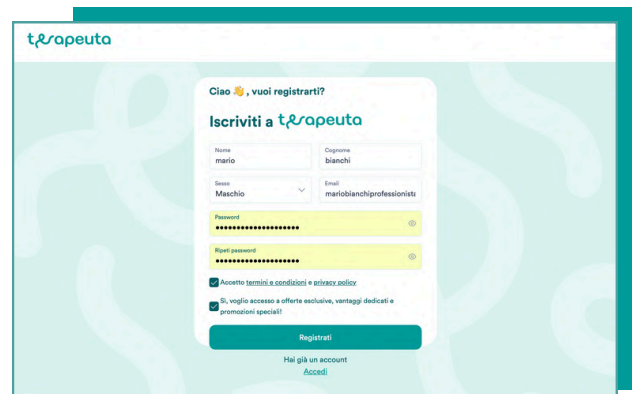 terapeuta
Ciao 👋, vuoi registrarti?
Iscriviti a terapeuta
Nome
mario
Cognome
bianchi
Sesso
Maschio
Email
mariobianchiprofessionista
Password
•••••••••••••••••••••
Ripeti password
•••••••••••••••••••••
Accetto termini e condizioni e privacy policy
Sì, voglio accesso a offerte esclusive, vantaggi dedicati e
promozioni speciali!
Registrati
Hai già un account
Accedi